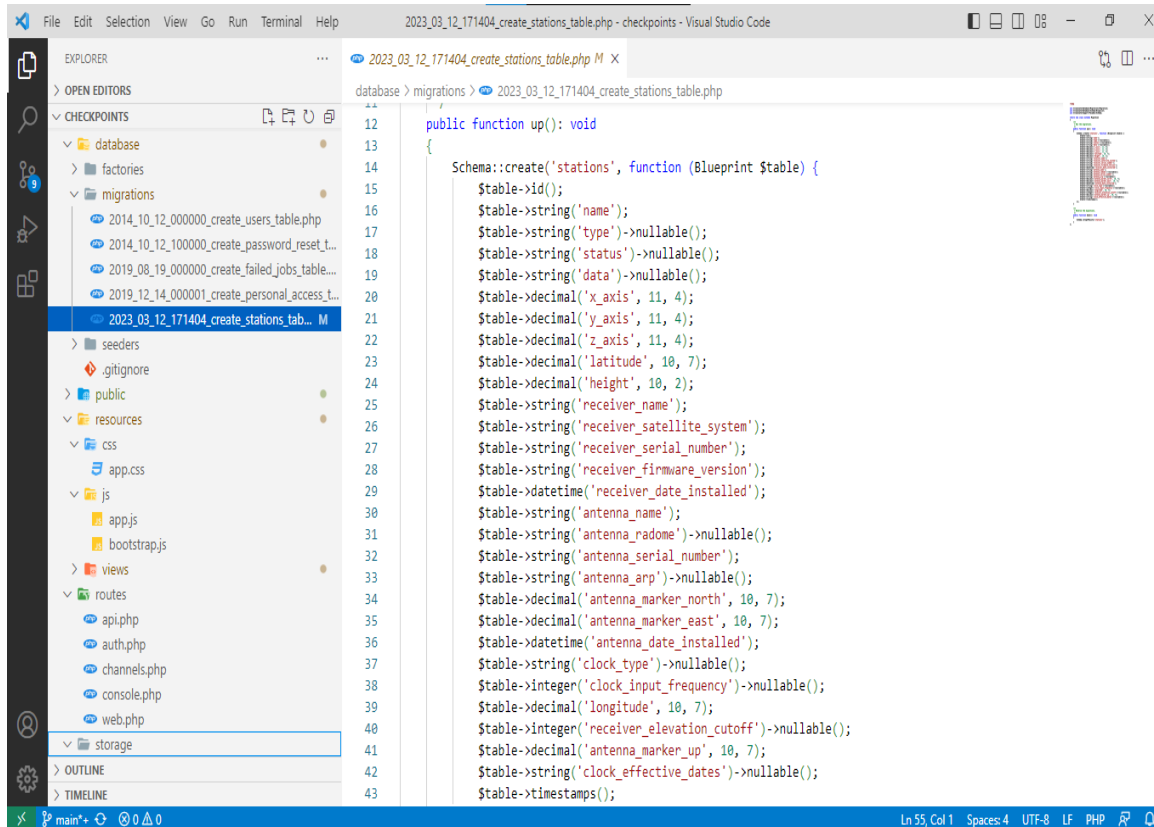 File Edit Selection View Go Run Terminal Help
2023_03_12_171404_create_stations_table.php - checkpoints - Visual Studio Code
EXPLORER
OPEN EDITORS
CHECKPOINTS
database
factories
migrations
2014_10_12_000000_create_users_table.php
2014_10_12_100000_create_password_reset_t...
2019_08_19_000000_create_failed_jobs_table....
2019_12_14_000001_create_personal_access_t...
2023_03_12_171404_create_stations_tab... M
seeders
.gitignore
public
resources
css
app.css
js
app.js
bootstrap.js
views
routes
api.php
auth.php
channels.php
console.php
web.php
storage
OUTLINE
TIMELINE
9
2023_03_12_171404_create_stations_table.php M
database > migrations > 2023_03_12_171404_create_stations_table.php
11 */
12 public function up(): void
13 {
14 Schema::create('stations', function (Blueprint $table) {
15 $table->id();
16 $table->string('name');
17 $table->string('type')->nullable();
18 $table->string('status')->nullable();
19 $table->string('data')->nullable();
20 $table->decimal('x_axis', 11, 4);
21 $table->decimal('y_axis', 11, 4);
22 $table->decimal('z_axis', 11, 4);
23 $table->decimal('latitude', 10, 7);
24 $table->decimal('height', 10, 2);
25 $table->string('receiver_name');
26 $table->string('receiver_satellite_system');
27 $table->string('receiver_serial_number');
28 $table->string('receiver_firmware_version');
29 $table->datetime('receiver_date_installed');
30 $table->string('antenna_name');
31 $table->string('antenna_radome')->nullable();
32 $table->string('antenna_serial_number');
33 $table->string('antenna_arp')->nullable();
34 $table->decimal('antenna_marker_north', 10, 7);
35 $table->decimal('antenna_marker_east', 10, 7);
36 $table->datetime('antenna_date_installed');
37 $table->string('clock_type')->nullable();
38 $table->integer('clock_input_frequency')->nullable();
39 $table->decimal('longitude', 10, 7);
40 $table->integer('receiver_elevation_cutoff')->nullable();
41 $table->decimal('antenna_marker_up', 10, 7);
42 $table->string('clock_effective_dates')->nullable();
43 $table->timestamps();
main*+ 0 0 Ln 55, Col 1 Spaces: 4 UTF-8 LF PHP